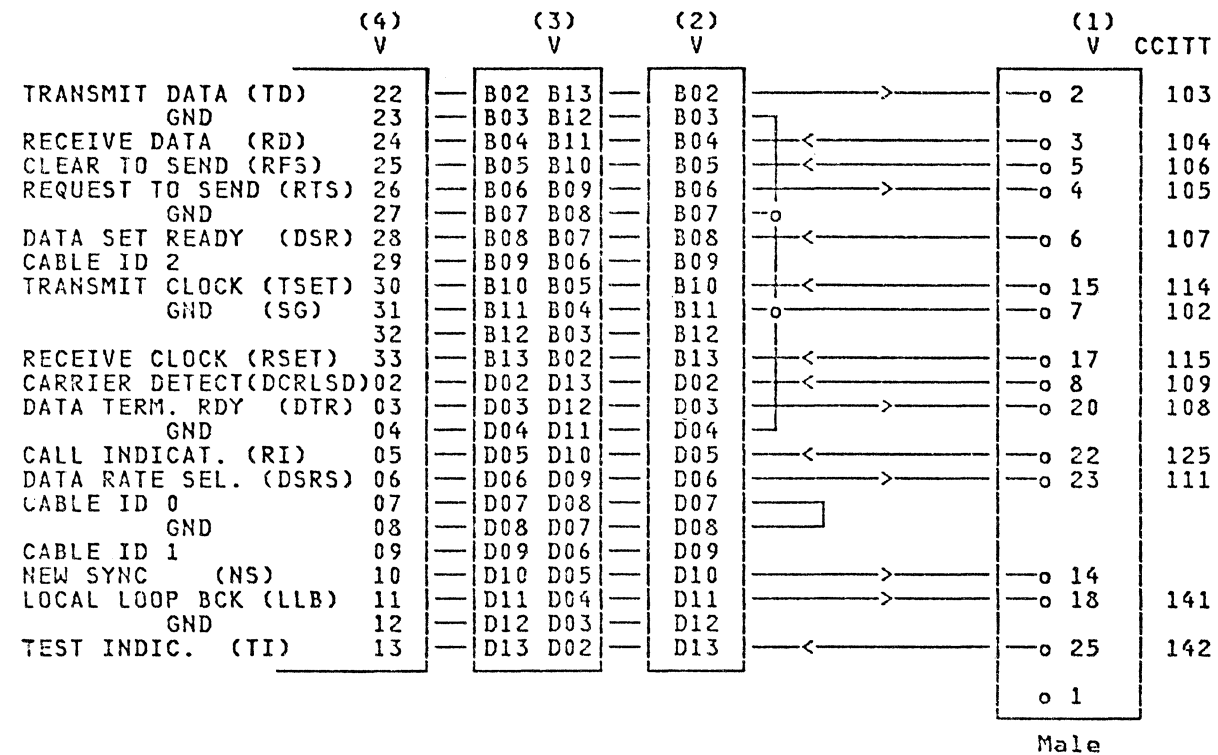 (4) (3) (2) (1)
V V V V CCITT
TRANSMIT DATA (TD) 22 B02 B13 B02 > o 2 103
GND 23 B03 B12 B03
RECEIVE DATA (RD) 24 B04 B11 B04 < o 3 104
CLEAR TO SEND (RFS) 25 B05 B10 B05 < o 5 106
REQUEST TO SEND (RTS) 26 B06 B09 B06 > o 4 105
GND 27 B07 B08 B07 o
DATA SET READY (DSR) 28 B08 B07 B08 < o 6 107
CABLE ID 2 29 B09 B06 B09
TRANSMIT CLOCK (TSET) 30 B10 B05 B10 < o 15 114
GND (SG) 31 B11 B04 B11 o o 7 102
32 B12 B03 B12
RECEIVE CLOCK (RSET) 33 B13 B02 B13 < o 17 115
CARRIER DETECT(DCRLSD)02 D02 D13 D02 < o 8 109
DATA TERM. RDY (DTR) 03 D03 D12 D03 > o 20 108
GND 04 D04 D11 D04
CALL INDICAT. (RI) 05 D05 D10 D05 < o 22 125
DATA RATE SEL. (DSRS) 06 D06 D09 D06 > o 23 111
CABLE ID 0 07 D07 D08 D07
GND 08 D08 D07 D08
CABLE ID 1 09 D09 D06 D09
NEW SYNC (NS) 10 D10 D05 D10 > o 14
LOCAL LOOP BCK (LLB) 11 D11 D04 D11 > o 18 141
GND 12 D12 D03 D12
TEST INDIC. (TI) 13 D13 D02 D13 < o 25 142
o 1
Male